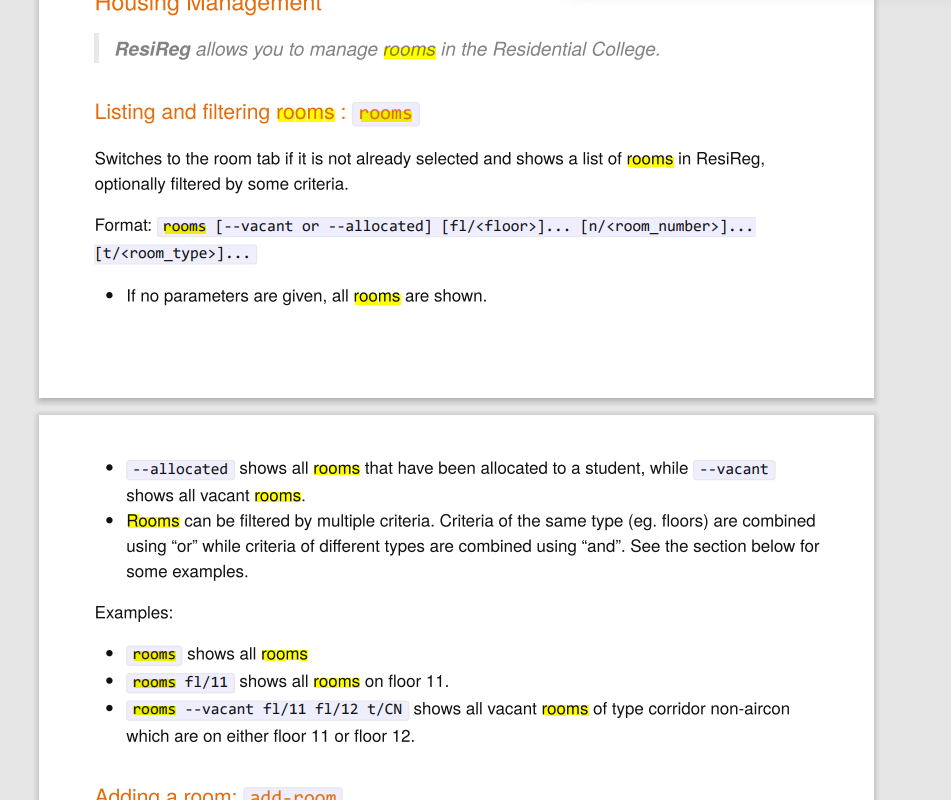 Housing Management
ResiReg allows you to manage rooms in the Residential College.
Listing and filtering rooms : rooms
Switches to the room tab if it is not already selected and shows a list of rooms in ResiReg,
optionally filtered by some criteria.
Format: rooms [--vacant or --allocated] [fl/<floor>]... [n/<room_number>]...
[t/<room_type>]...
• If no parameters are given, all rooms are shown.
• --allocated shows all rooms that have been allocated to a student, while --vacant
shows all vacant rooms.
• Rooms can be filtered by multiple criteria. Criteria of the same type (eg. floors) are combined
using “or” while criteria of different types are combined using “and”. See the section below for
some examples.
Examples:
• rooms shows all rooms
• rooms fl/11 shows all rooms on floor 11.
• rooms --vacant fl/11 fl/12 t/CN shows all vacant rooms of type corridor non-aircon
which are on either floor 11 or floor 12.
Adding a room: add-room